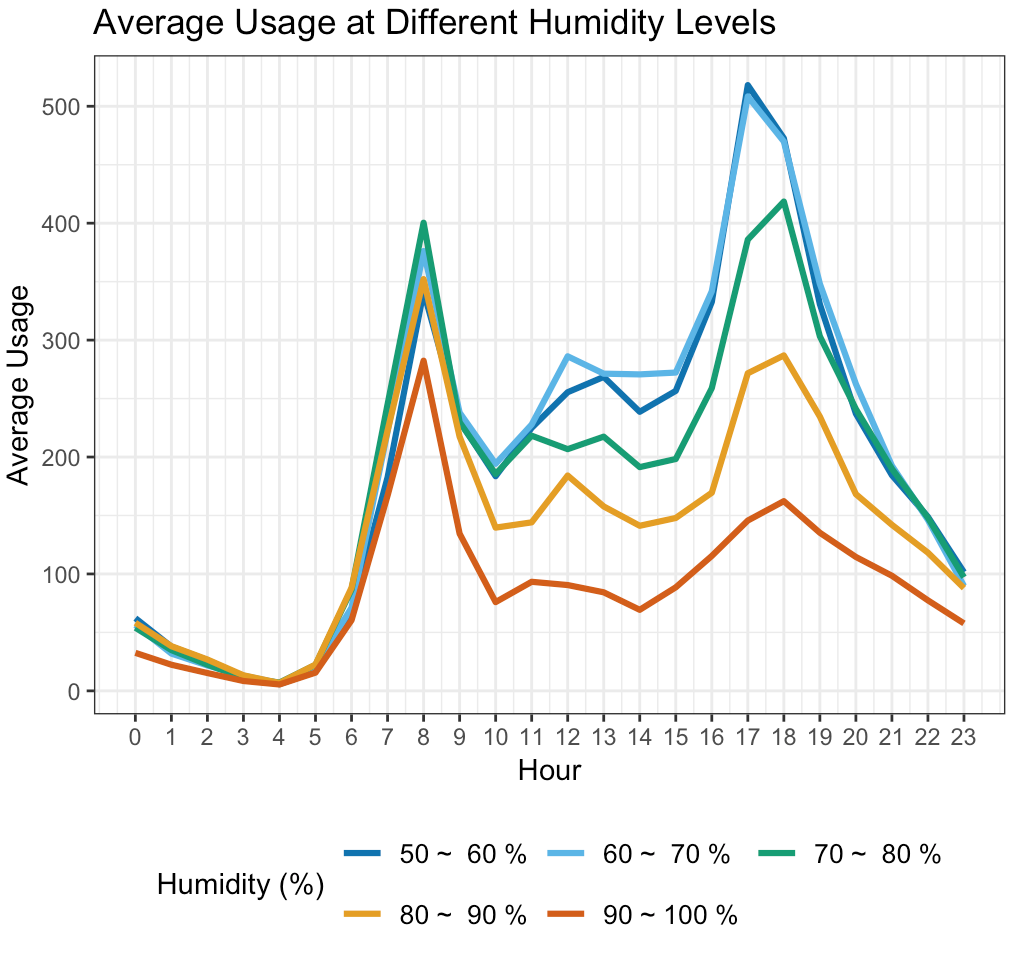 Average Usage at Different Humidity Levels
Average Usage
500
400
300
200
100
0
0 1 2 3 4 5 6 7 8 9 10 11 12 13 14 15 16 17 18 19 20 21 22 23
Hour
Humidity (%)
50 ~ 60 % 60 ~ 70 % 70 ~ 80 %
80 ~ 90 % 90 ~ 100 %